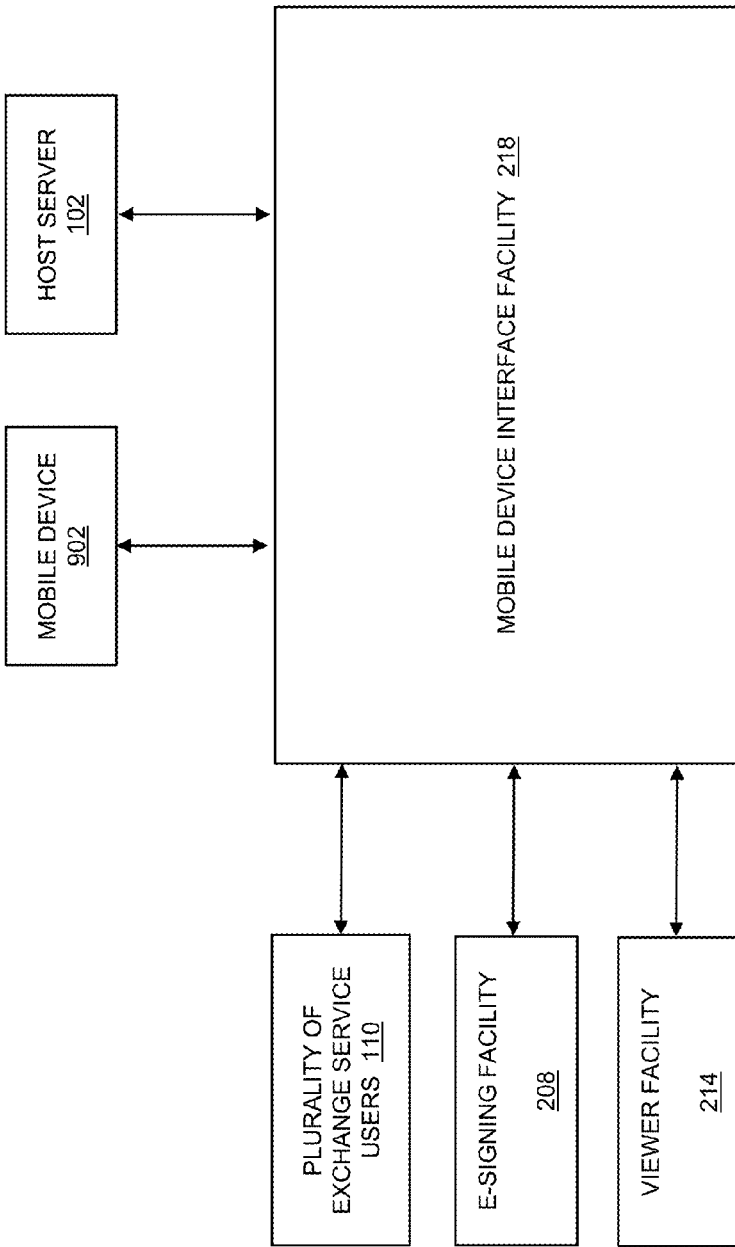 PLURALITY OF
EXCHANGE SERVICE
USERS 110
E-SIGNING FACILITY
208
VIEWER FACILITY
214
MOBILE DEVICE
902
HOST SERVER
102
MOBILE DEVICE INTERFACE FACILITY 218